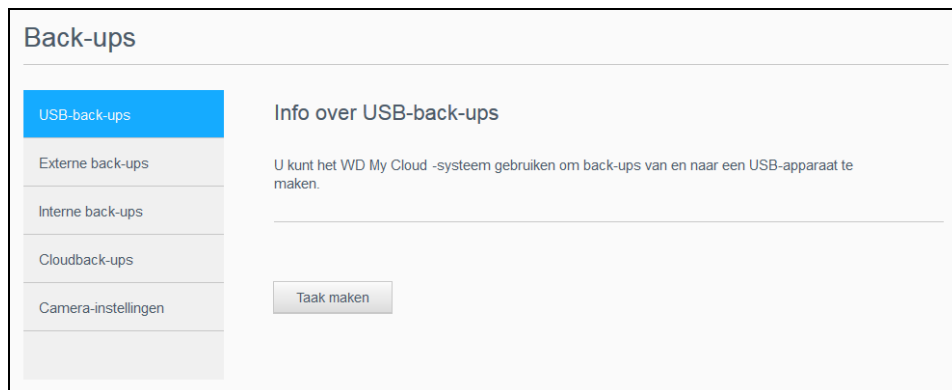 Back-ups
USB-back-ups
Externe back-ups
Interne back-ups
Cloudback-ups
Camera-instellingen
Info over USB-back-ups
U kunt het WD My Cloud -systeem gebruiken om back-ups van en naar een USB-apparaat te
maken.
Taak maken